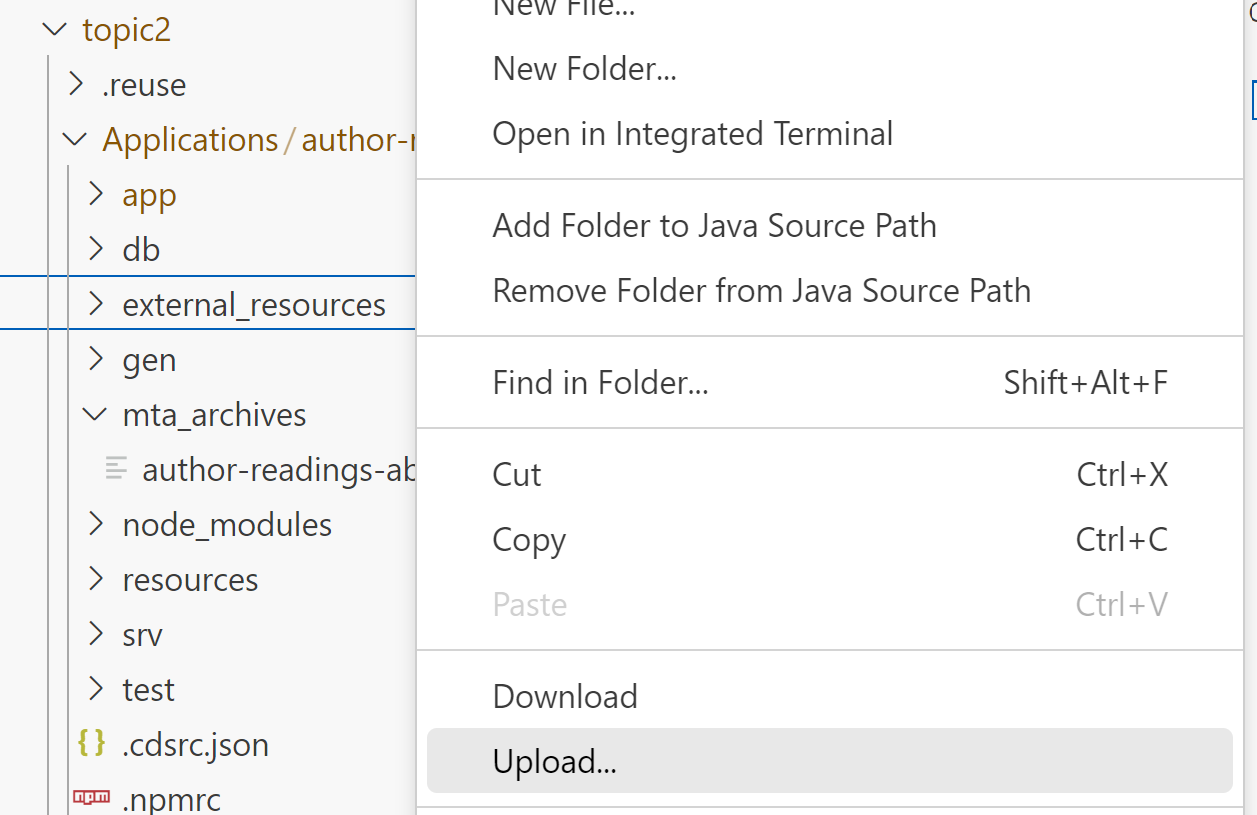 topic2
.reuse
Applications / author-r
app
db
external_resources
gen
mta_archives
author-readings-ab
node_modules
resources
srv
test
{} .cdsrc.json
npm .npmrc
New File...
New Folder...
Open in Integrated Terminal
Add Folder to Java Source Path
Remove Folder from Java Source Path
Find in Folder... Shift+Alt+F
Cut Ctrl+X
Copy Ctrl+C
Paste Ctrl+V
Download
Upload...